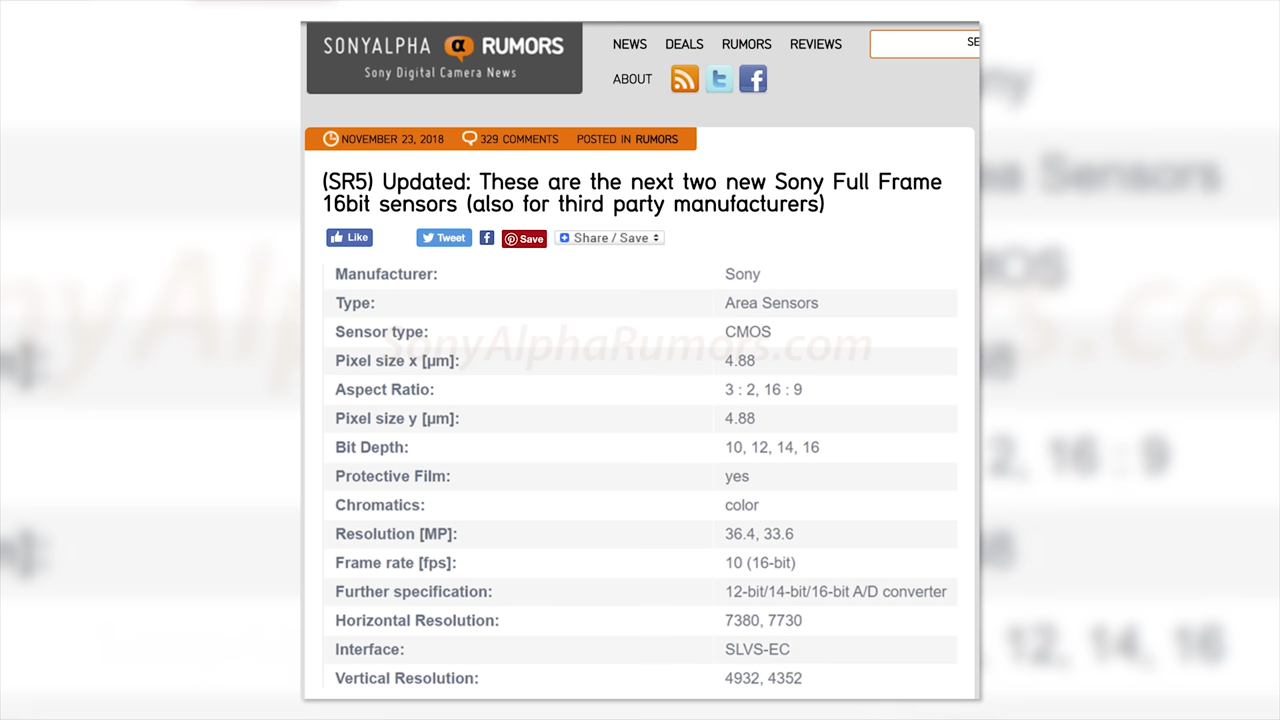 SONYALPHA α RUMORS
Sony Digital Camera News
NEWS DEALS RUMORS REVIEWS
SE
ABOUT
NOVEMBER 23, 2018 329 COMMENTS POSTED IN RUMORS
(SR5) Updated: These are the next two new Sony Full Frame
16bit sensors (also for third party manufacturers)
Like Tweet Save Share / Save
Manufacturer: Sony
Type: Area Sensors
Sensor type: CMOS
SonyAlphaRumors.com
Pixel size x [µm]: 4.88
Aspect Ratio: 3 : 2, 16 : 9
Pixel size y [µm]: 4.88
Bit Depth: 10, 12, 14, 16
Protective Film: yes
Chromatics: color
Resolution [MP]: 36.4, 33.6
Frame rate [fps]: 10 (16-bit)
Further specification: 12-bit/14-bit/16-bit A/D converter
Horizontal Resolution: 7380, 7730
Interface: SLVS-EC
Vertical Resolution: 4932, 4352